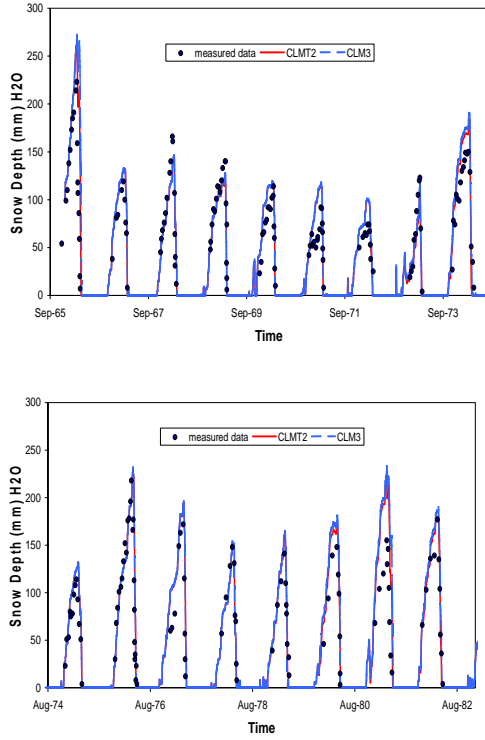 300
250
200
150
100
50
0
Snow Depth (mm) H2O
measured data CLMT2 CLM3
Sep-65 Sep-67 Sep-69 Sep-71 Sep-73
Time
300
250
200
150
100
50
0
Snow Depth (mm) H2O
measured data CLMT2 CLM3
Aug-74 Aug-76 Aug-78 Aug-80 Aug-82
Time